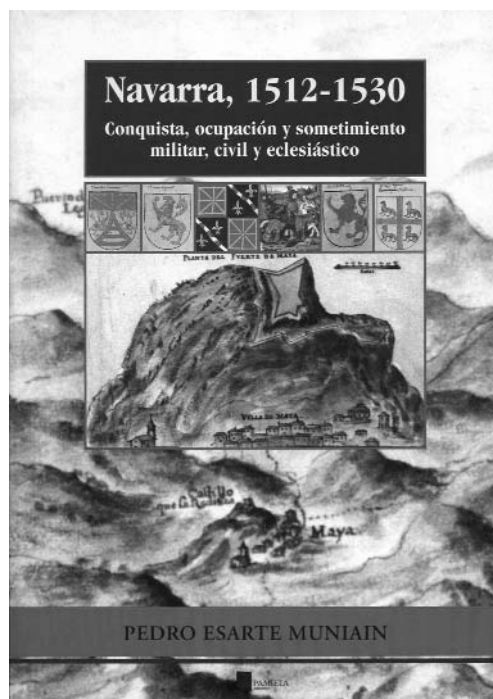 Navarra, 1512-1530
Conquista, ocupación y sometimiento
militar, civil y eclesiástico
PLANTA DEL FUERTE DE MAYA
VILLA DE MAYA
Castillo
Maya
PEDRO ESARTE MUNIAIN
PAMIELA